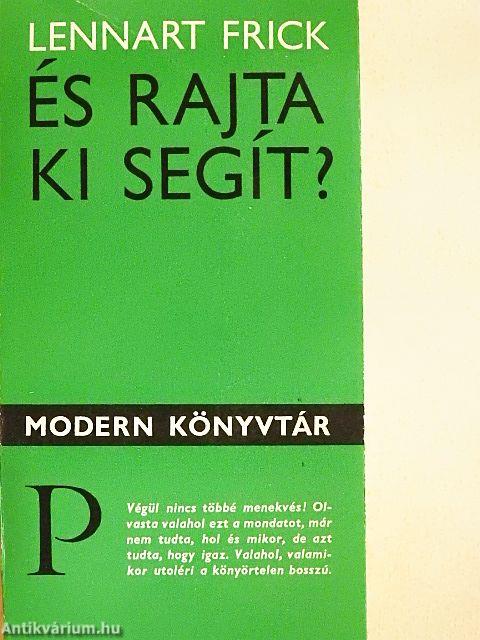 LENNART FRICK
ÉS RAJTA
KI SEGÍT?
MODERN KÖNYVTÁR
P
Végül nincs többé menekvés! Ol-
vasta valahol ezt a mondatot, már
nem tudta, hol és mikor, de azt
tudta, hogy igaz. Valahol, valami-
kor utoléri a könyörtelen bosszú.
Antikvárium.hu